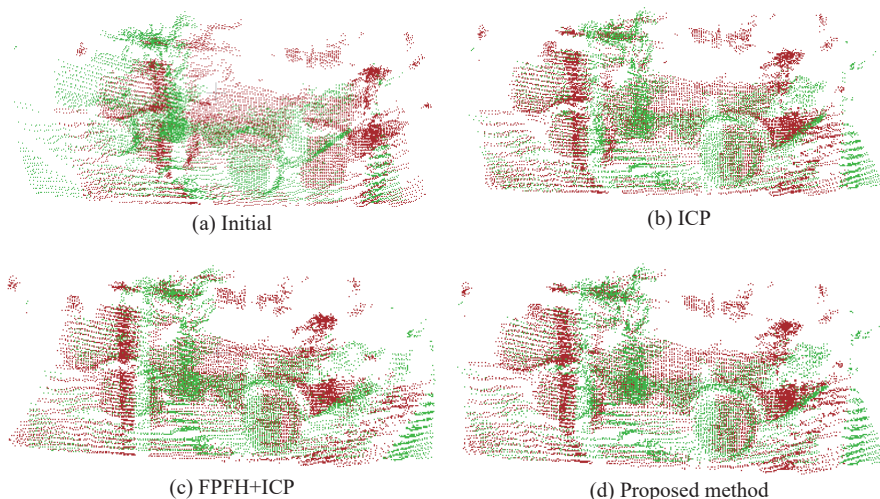 (a) Initial
(b) ICP
(c) FPFH+ICP
(d) Proposed method